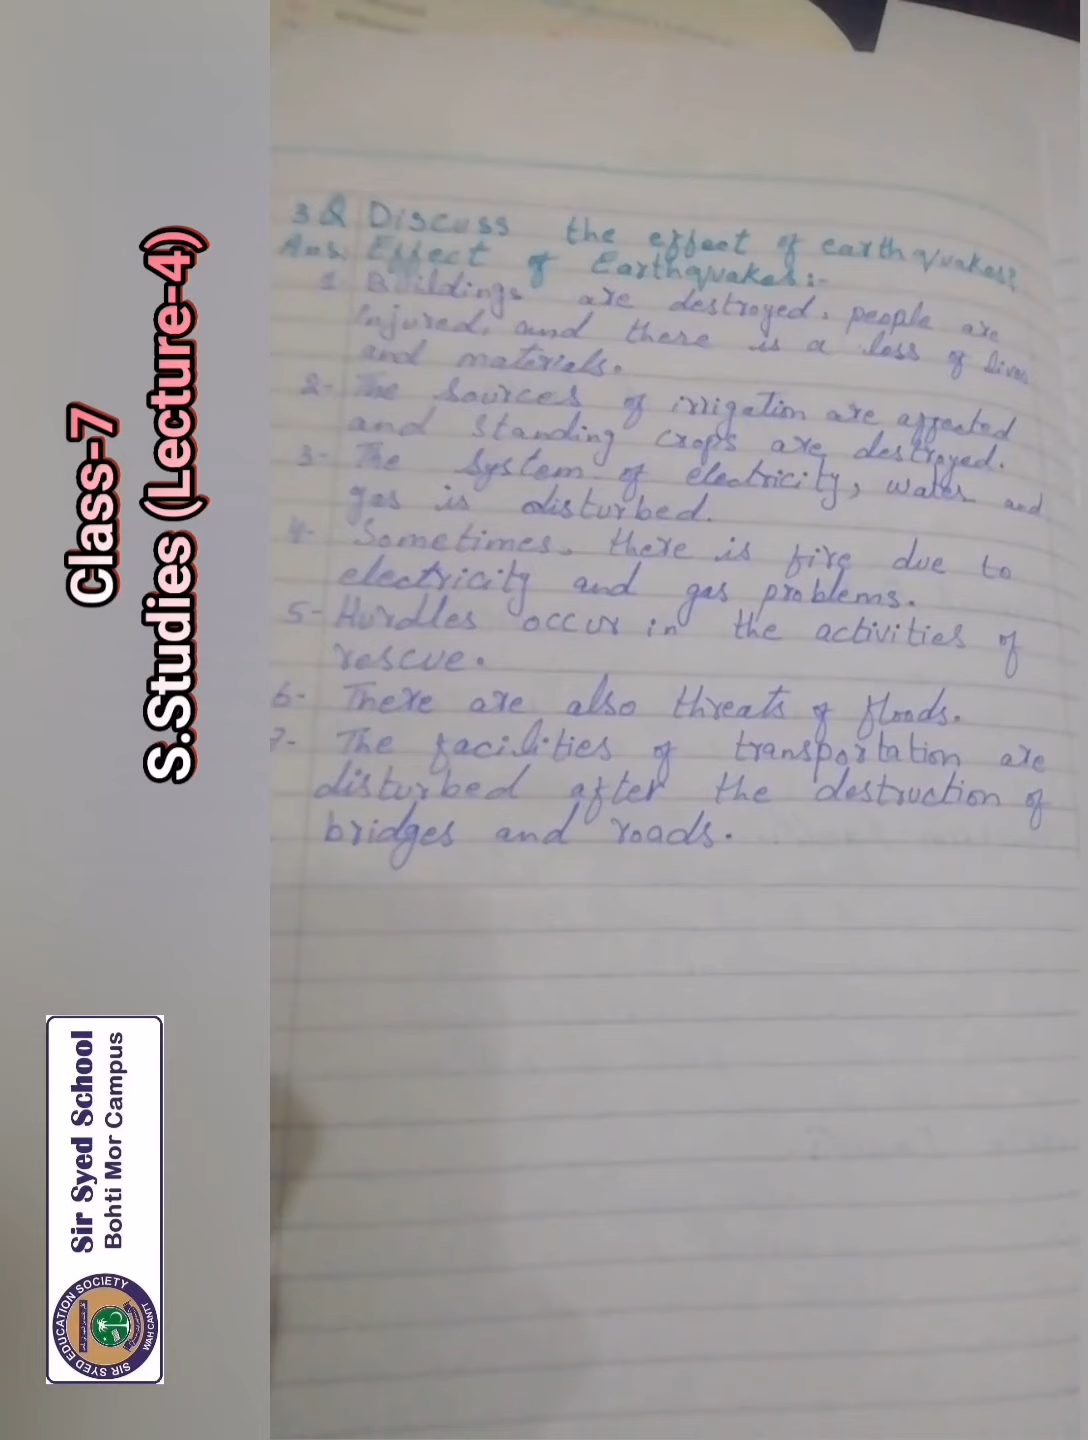 Class-7
S.Studies (Lecture-4)
3Q Discuss the effect of earthquakes?
Ans. Effect of Earthquakes:-
1 Buildings are destroyed, people are
injured, and there is a loss of lives
and materials.
2- The sources of irrigation are affected
and standing crops are destroyed.
3- The system of electricity, water and
gas is disturbed.
4- Sometimes, there is fire due to
electricity and gas problems.
5- Hurdles occur in the activities of
rescue.
6- There are also threats of floods.
7- The facilities of transportation are
disturbed after the destruction of
bridges and roads.
Sir Syed School
Bohti Mor Campus
SIR SYED EDUCATION SOCIETY
WAH CANTT